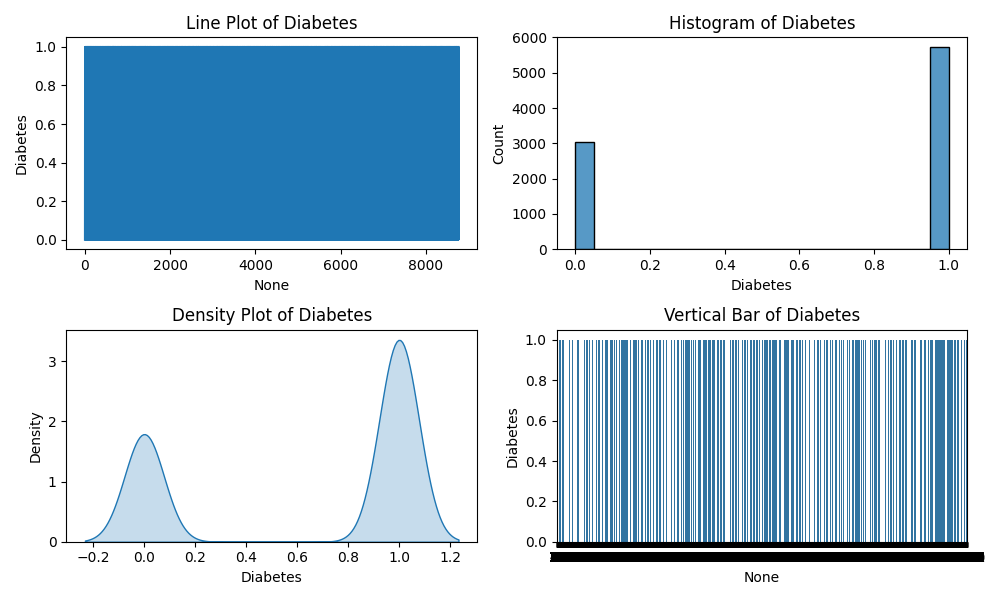 Line Plot of Diabetes
Diabetes
1.0
0.8
0.6
0.4
0.2
0.0
0 2000 4000 6000 8000
None
Histogram of Diabetes
Count
6000
5000
4000
3000
2000
1000
0
0.0 0.2 0.4 0.6 0.8 1.0
Diabetes
Density Plot of Diabetes
Density
3
2
1
0
−0.2 0.0 0.2 0.4 0.6 0.8 1.0 1.2
Diabetes
Vertical Bar of Diabetes
Diabetes
1.0
0.8
0.6
0.4
0.2
0.0
None